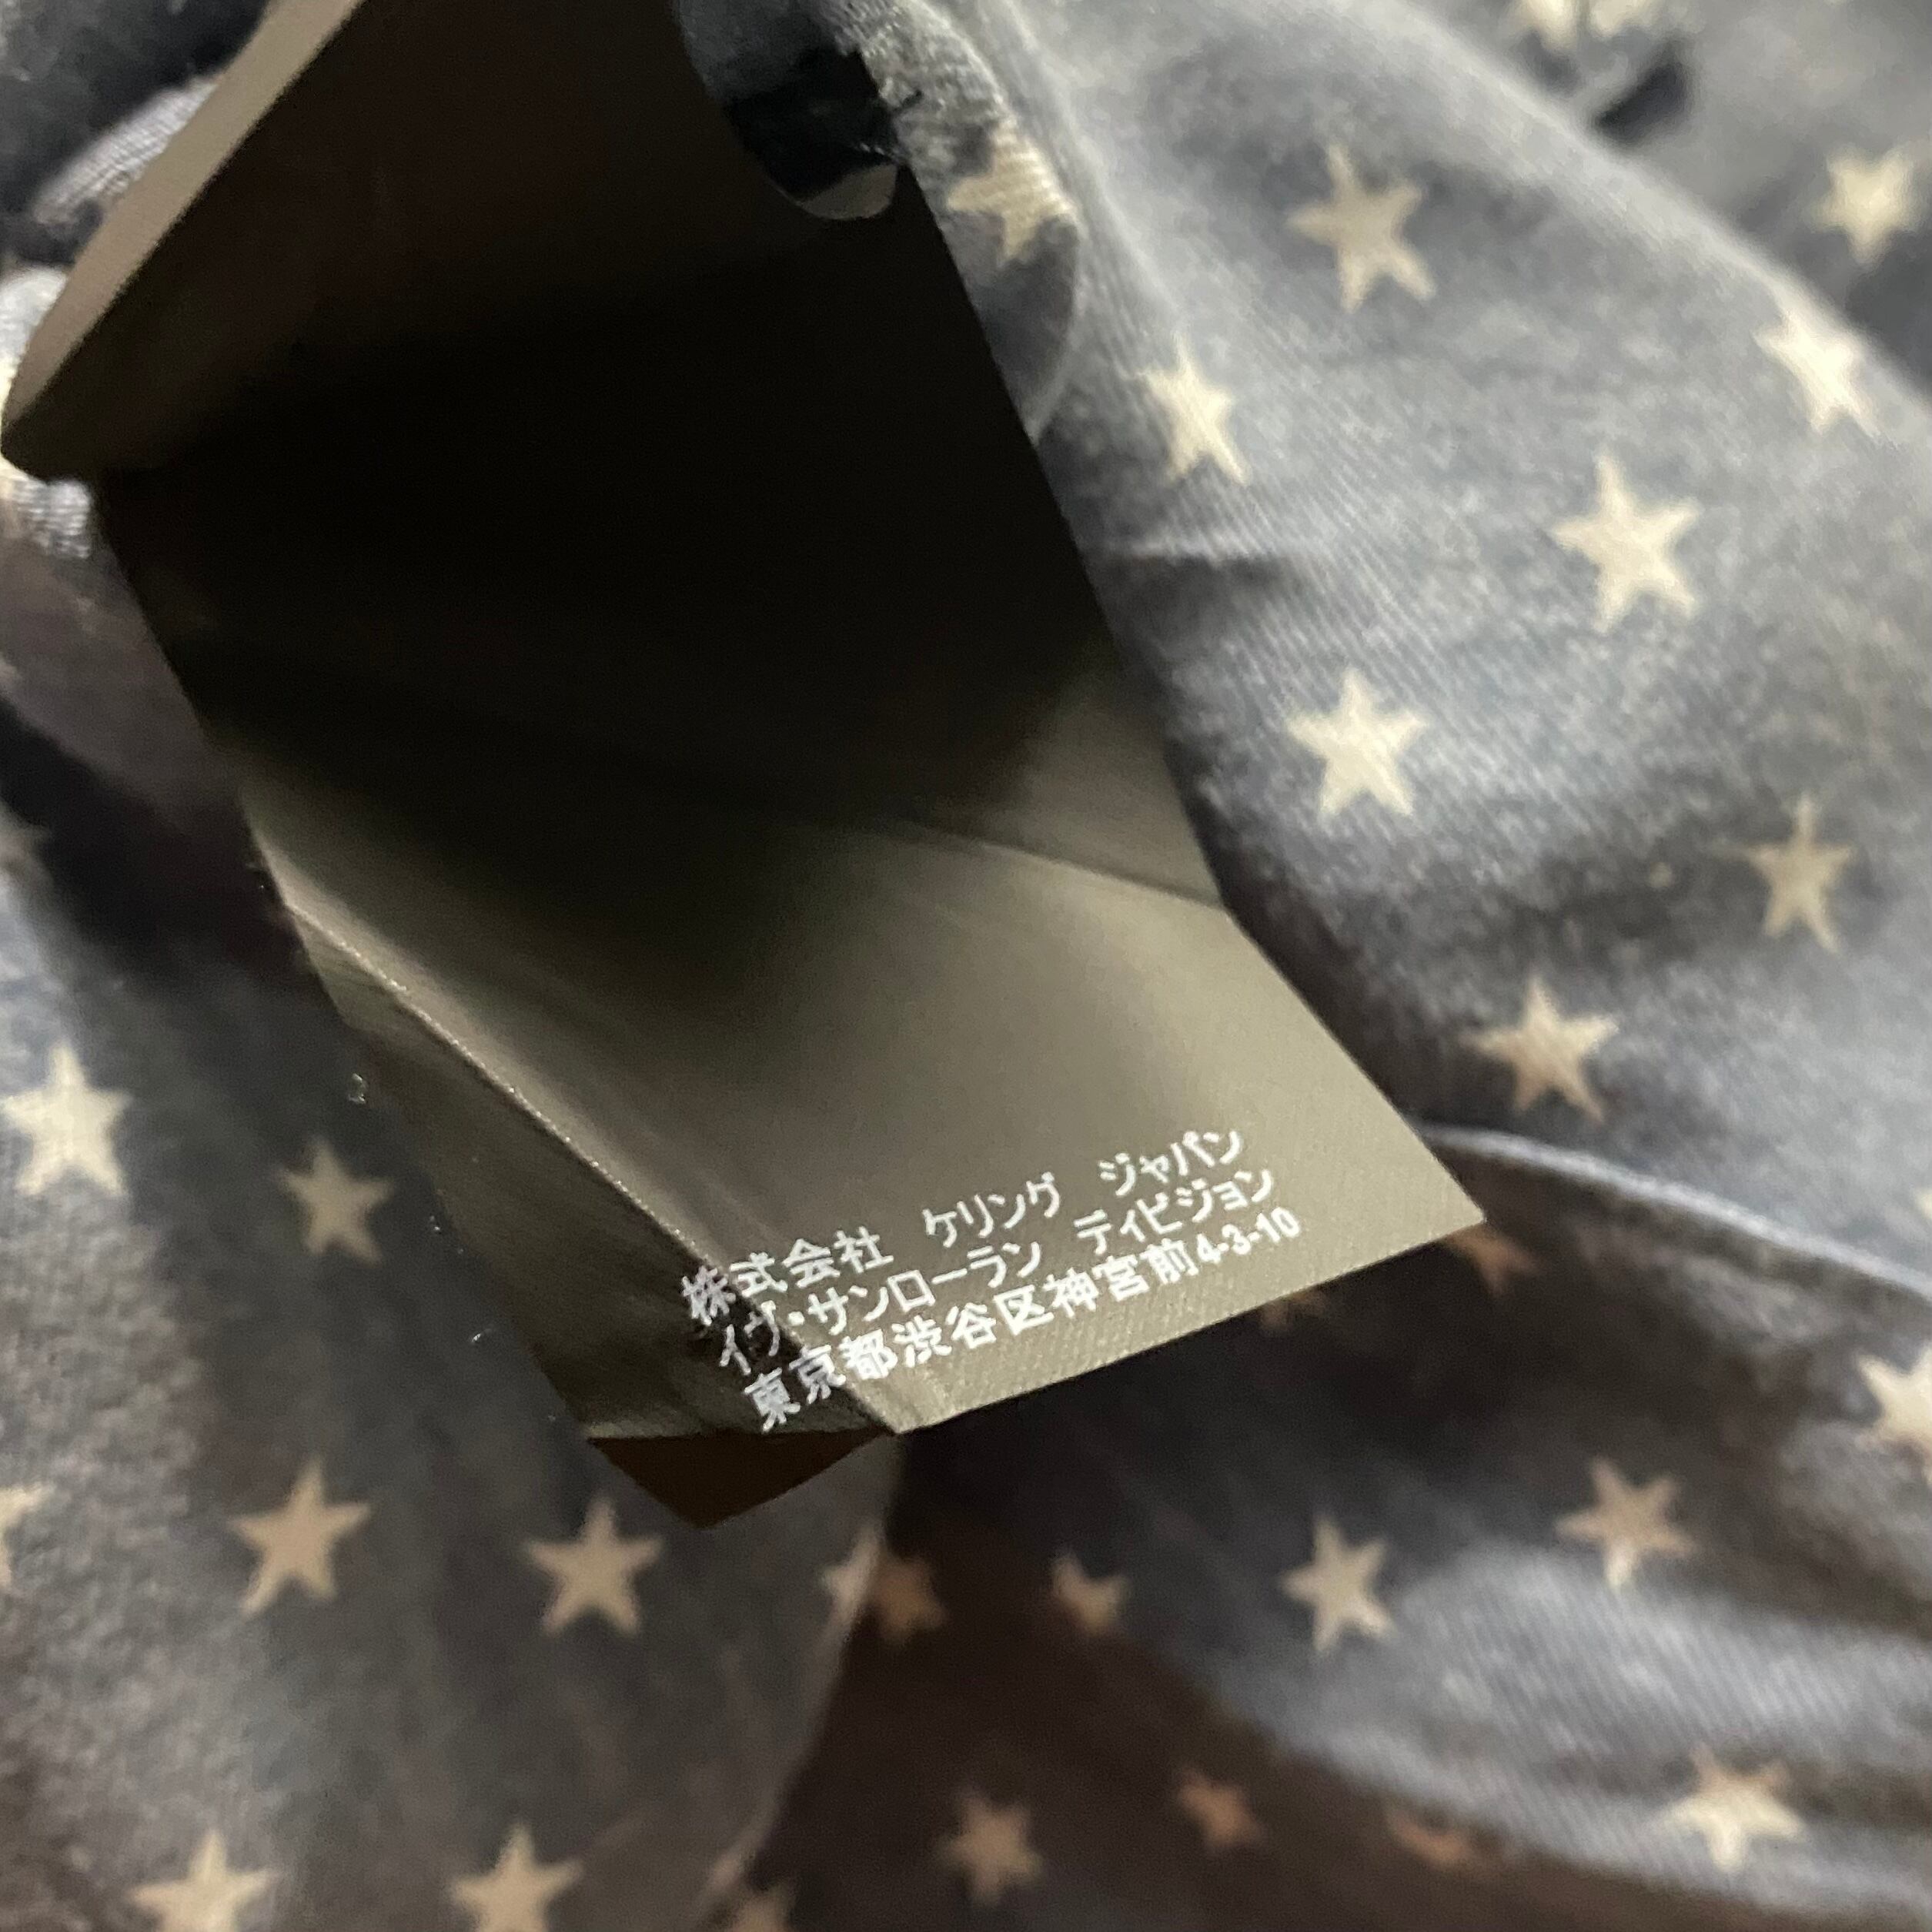 株式会社 ケリング ジャパン
イヴ・サンローラン ディビジョン
東京都渋谷区神宮前4-3-10